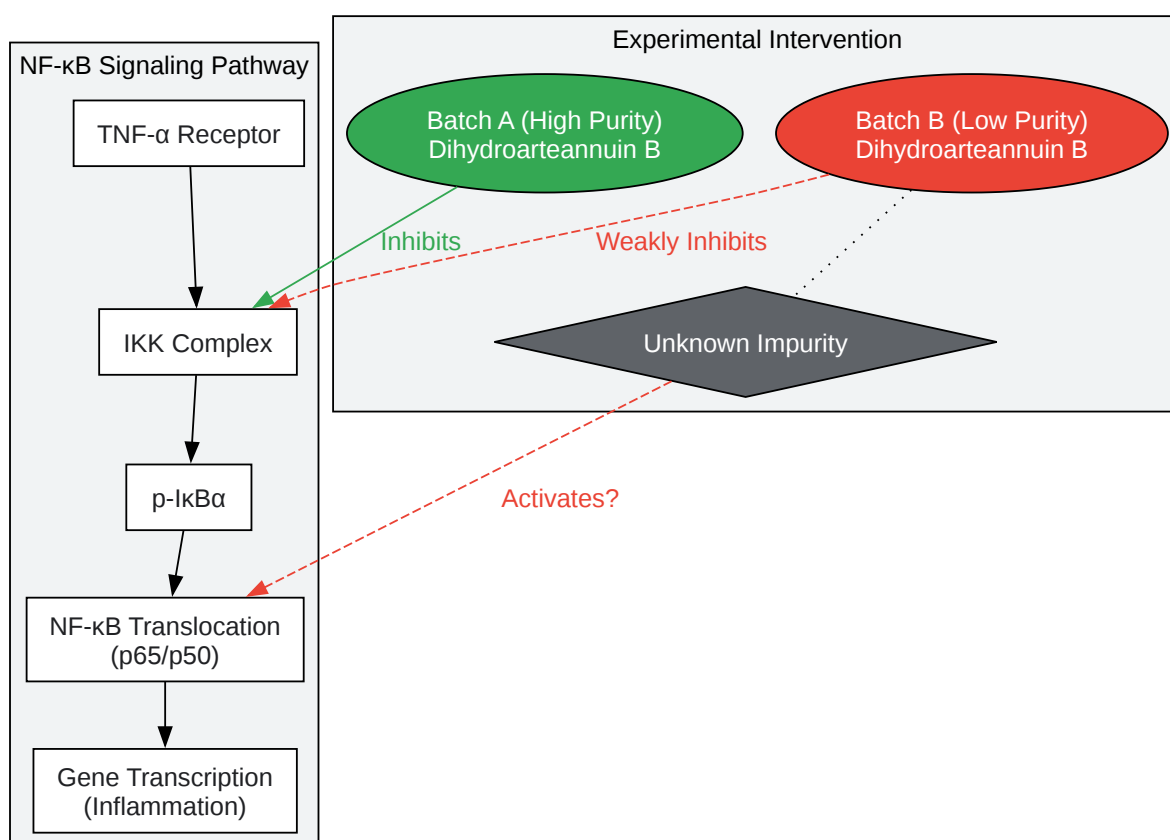 NF-κB Signaling Pathway
TNF-α Receptor
IKK Complex
p-IκBα
NF-κB Translocation
(p65/p50)
Gene Transcription
(Inflammation)
Experimental Intervention
Batch A (High Purity)
Dihydroarteannuin B
Batch B (Low Purity)
Dihydroarteannuin B
Inhibits
Weakly Inhibits
Unknown Impurity
Activates?